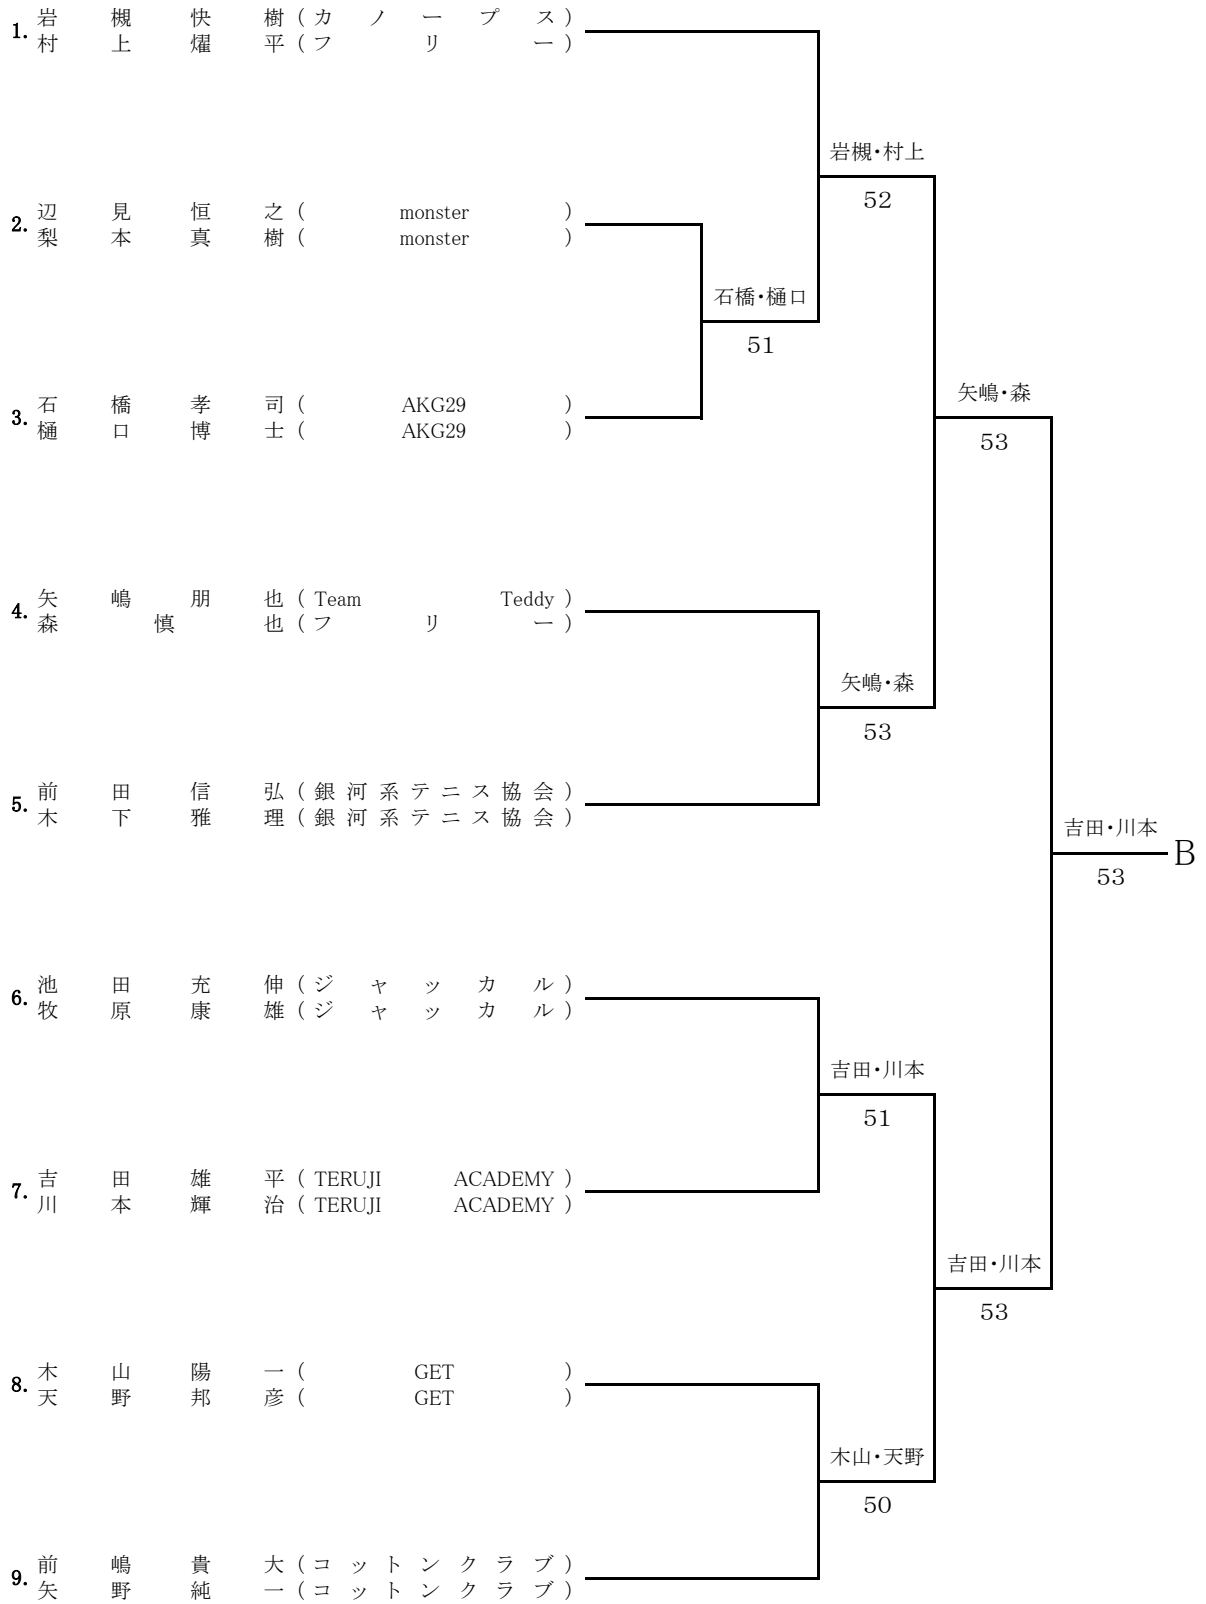 1. 岩槻快樹(カノープス)
村上燿平(フリー)
岩槻・村上
52
2. 辺見恒之(monster)
梨本真樹(monster)
石橋・樋口
51
3. 石橋孝司(AKG29)
樋口博士(AKG29)
矢嶋・森
53
4. 矢嶋朋也(Team Teddy)
森慎也(フリー)
矢嶋・森
53
5. 前田信弘(銀河系テニス協会)
木下雅理(銀河系テニス協会)
吉田・川本
B
53
6. 池田充伸(ジャッカル)
牧原康雄(ジャッカル)
吉田・川本
51
7. 吉田雄平(TERUJI ACADEMY)
川本輝治(TERUJI ACADEMY)
吉田・川本
53
8. 木山陽一(GET)
天野邦彦(GET)
木山・天野
50
9. 前嶋貴大(コットンクラブ)
矢野純一(コットンクラブ)